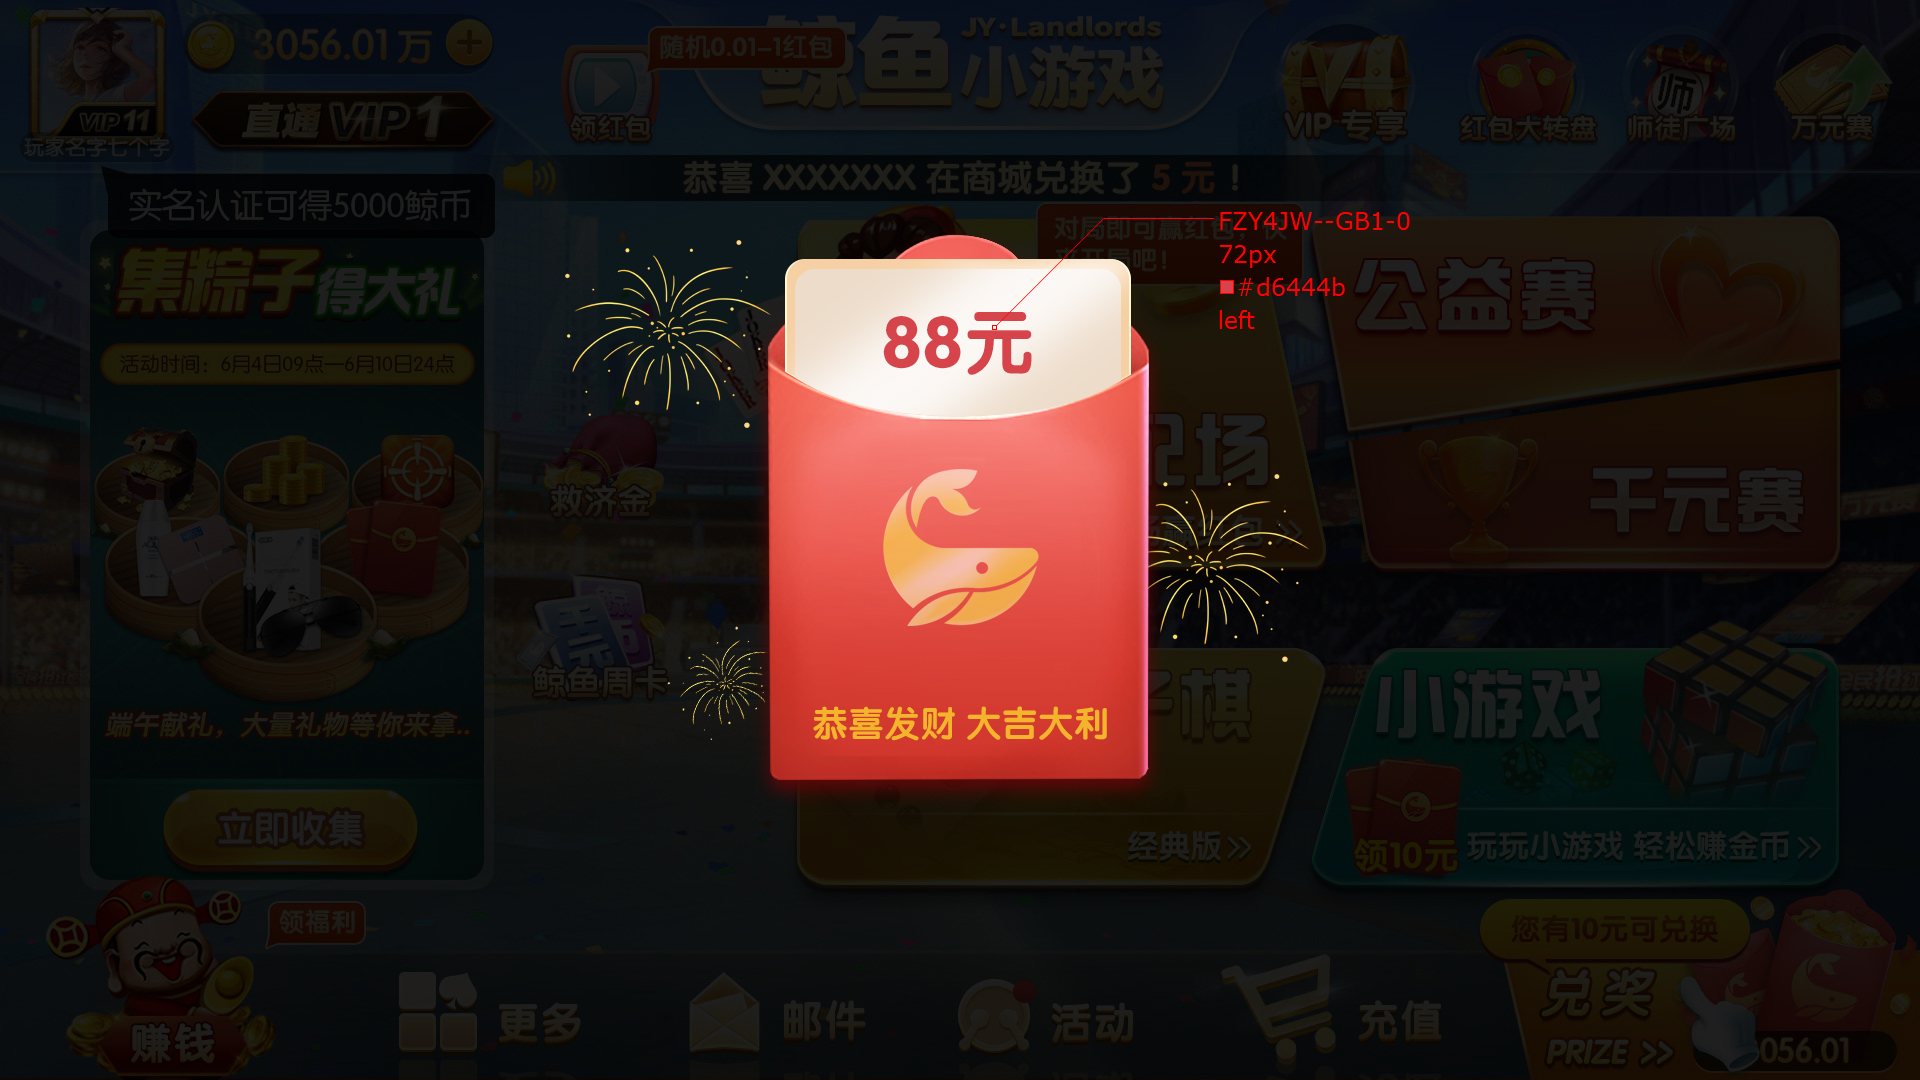 3056.01万
VIP 11
玩家名字七个字
直通VIP 1
随机0.01-1红包
领红包
鲸鱼
JY·Landlords
小游戏
VIP 专享
红包大转盘
师
师徒广场
万元赛
恭喜 XXXXXXX 在商城兑换了 5 元 !
实名认证可得5000鲸币
集粽子得大礼
活动时间：6月4日09点—6月10日24点
端午献礼，大量礼物等你来拿..
立即收集
对局即可赢红包，快
开局吧!
FZY4JW--GB1-0
72px
#d6444b
left
88元
恭喜发财 大吉大利
公益赛
千元赛
场
救济金
鲸鱼周卡
棋
经典版
小游戏
领10元
玩玩小游戏 轻松赚金币
领福利
赚钱
更多
邮件
活动
充值
您有10元可兑换
兑奖
PRIZE >>
056.01